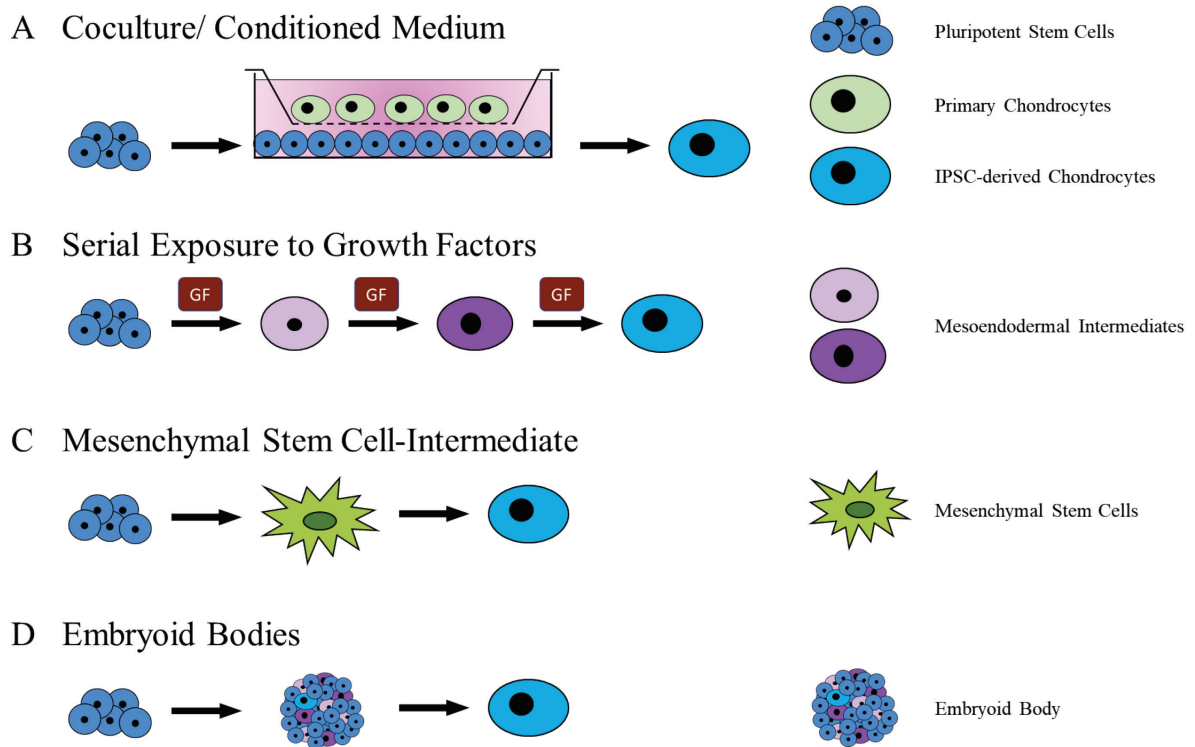 A Coculture/ Conditioned Medium
Pluripotent Stem Cells
Primary Chondrocytes
IPSC-derived Chondrocytes
B Serial Exposure to Growth Factors
GF GF GF
Mesoendodermal Intermediates
C Mesenchymal Stem Cell-Intermediate
Mesenchymal Stem Cells
D Embryoid Bodies
Embryoid Body